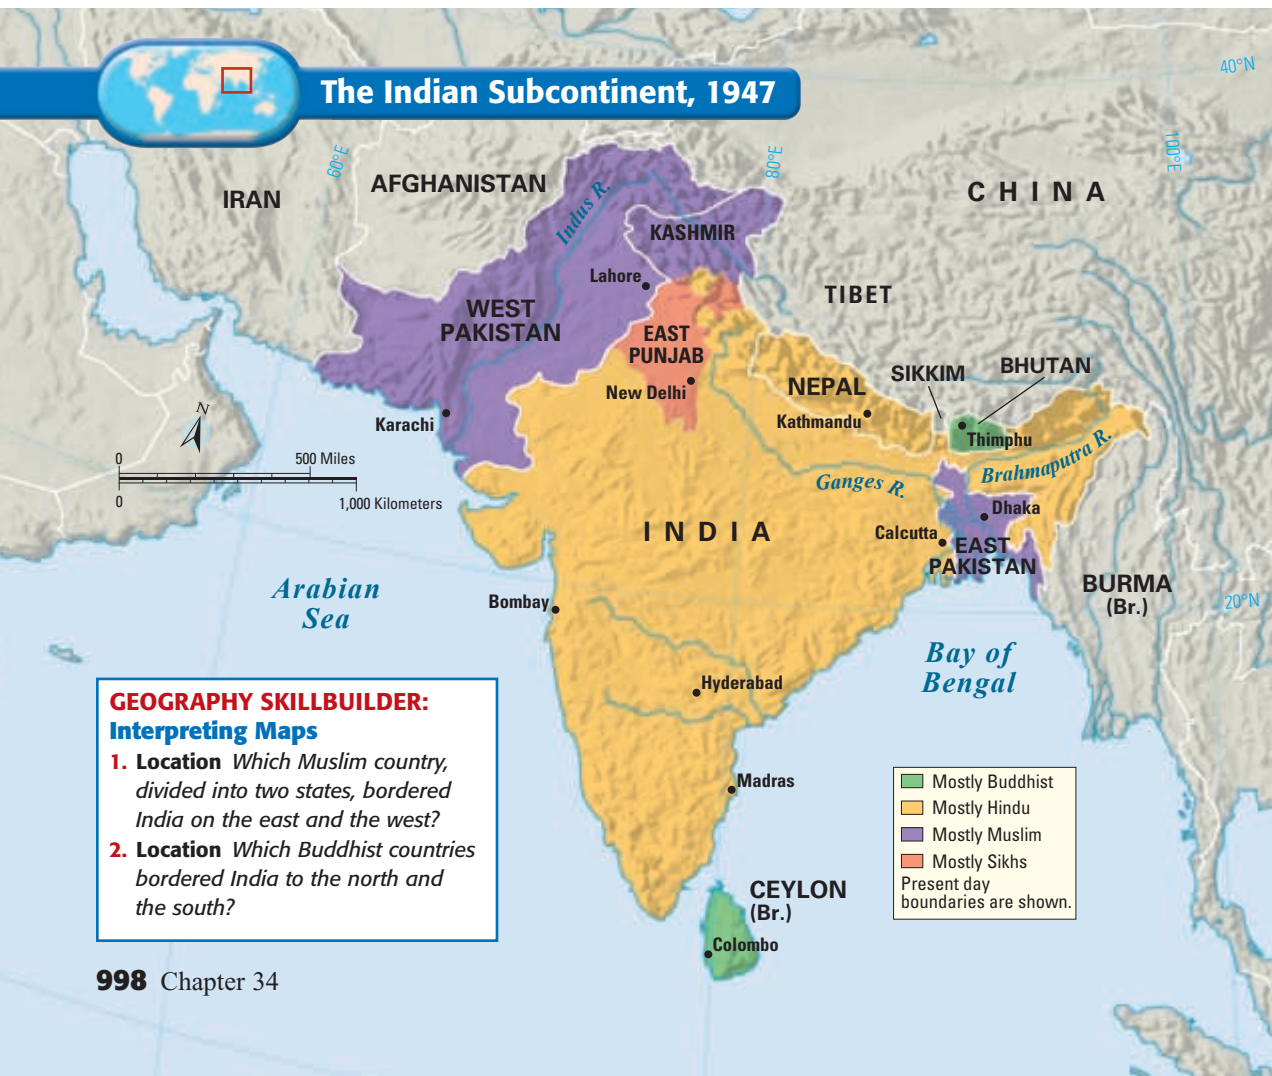 The Indian Subcontinent, 1947
40°N
60°E
80°E
100°E
IRAN
AFGHANISTAN
CHINA
Indus R.
KASHMIR
Lahore
TIBET
WEST
PAKISTAN
EAST
PUNJAB
New Delhi
NEPAL
Kathmandu
SIKKIM
BHUTAN
Thimphu
Karachi
N
0 500 Miles
0 1,000 Kilometers
Ganges R.
Brahmaputra R.
Dhaka
Calcutta
EAST
PAKISTAN
INDIA
BURMA
(Br.)
20°N
Arabian
Sea
Bombay
Bay of
Bengal
Hyderabad
Madras
CEYLON
(Br.)
Colombo
GEOGRAPHY SKILLBUILDER:
Interpreting Maps
1. Location Which Muslim country,
divided into two states, bordered
India on the east and the west?
2. Location Which Buddhist countries
bordered India to the north and
the south?
Mostly Buddhist
Mostly Hindu
Mostly Muslim
Mostly Sikhs
Present day
boundaries are shown.
998 Chapter 34